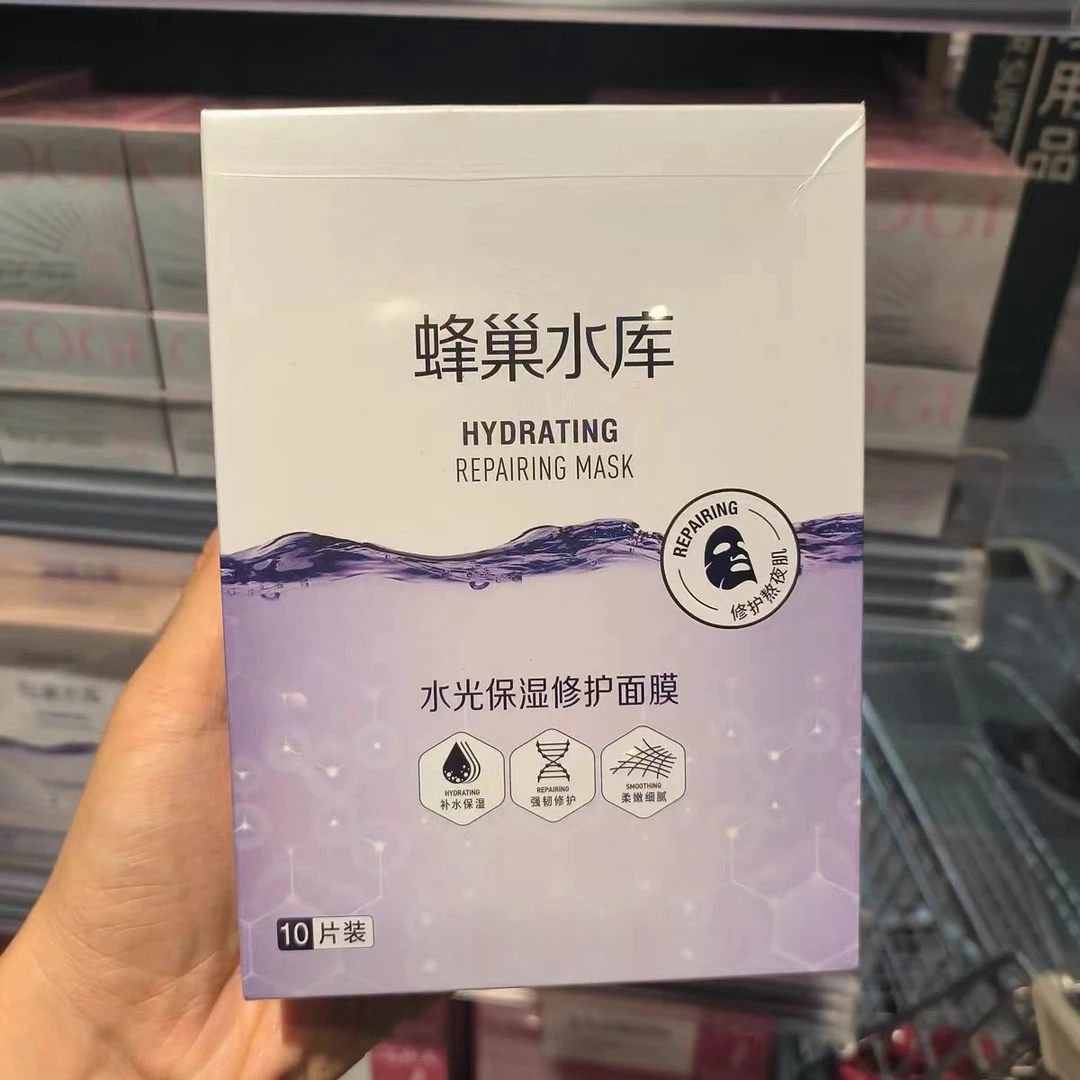 蜂巢水库
HYDRATING
REPAIRING MASK
REPAIRING
修护熬夜肌
水光保湿修护面膜
HYDRATING
补水保湿
REPAIRING
强韧修护
SMOOTHING
柔嫩细腻
10片装
用品